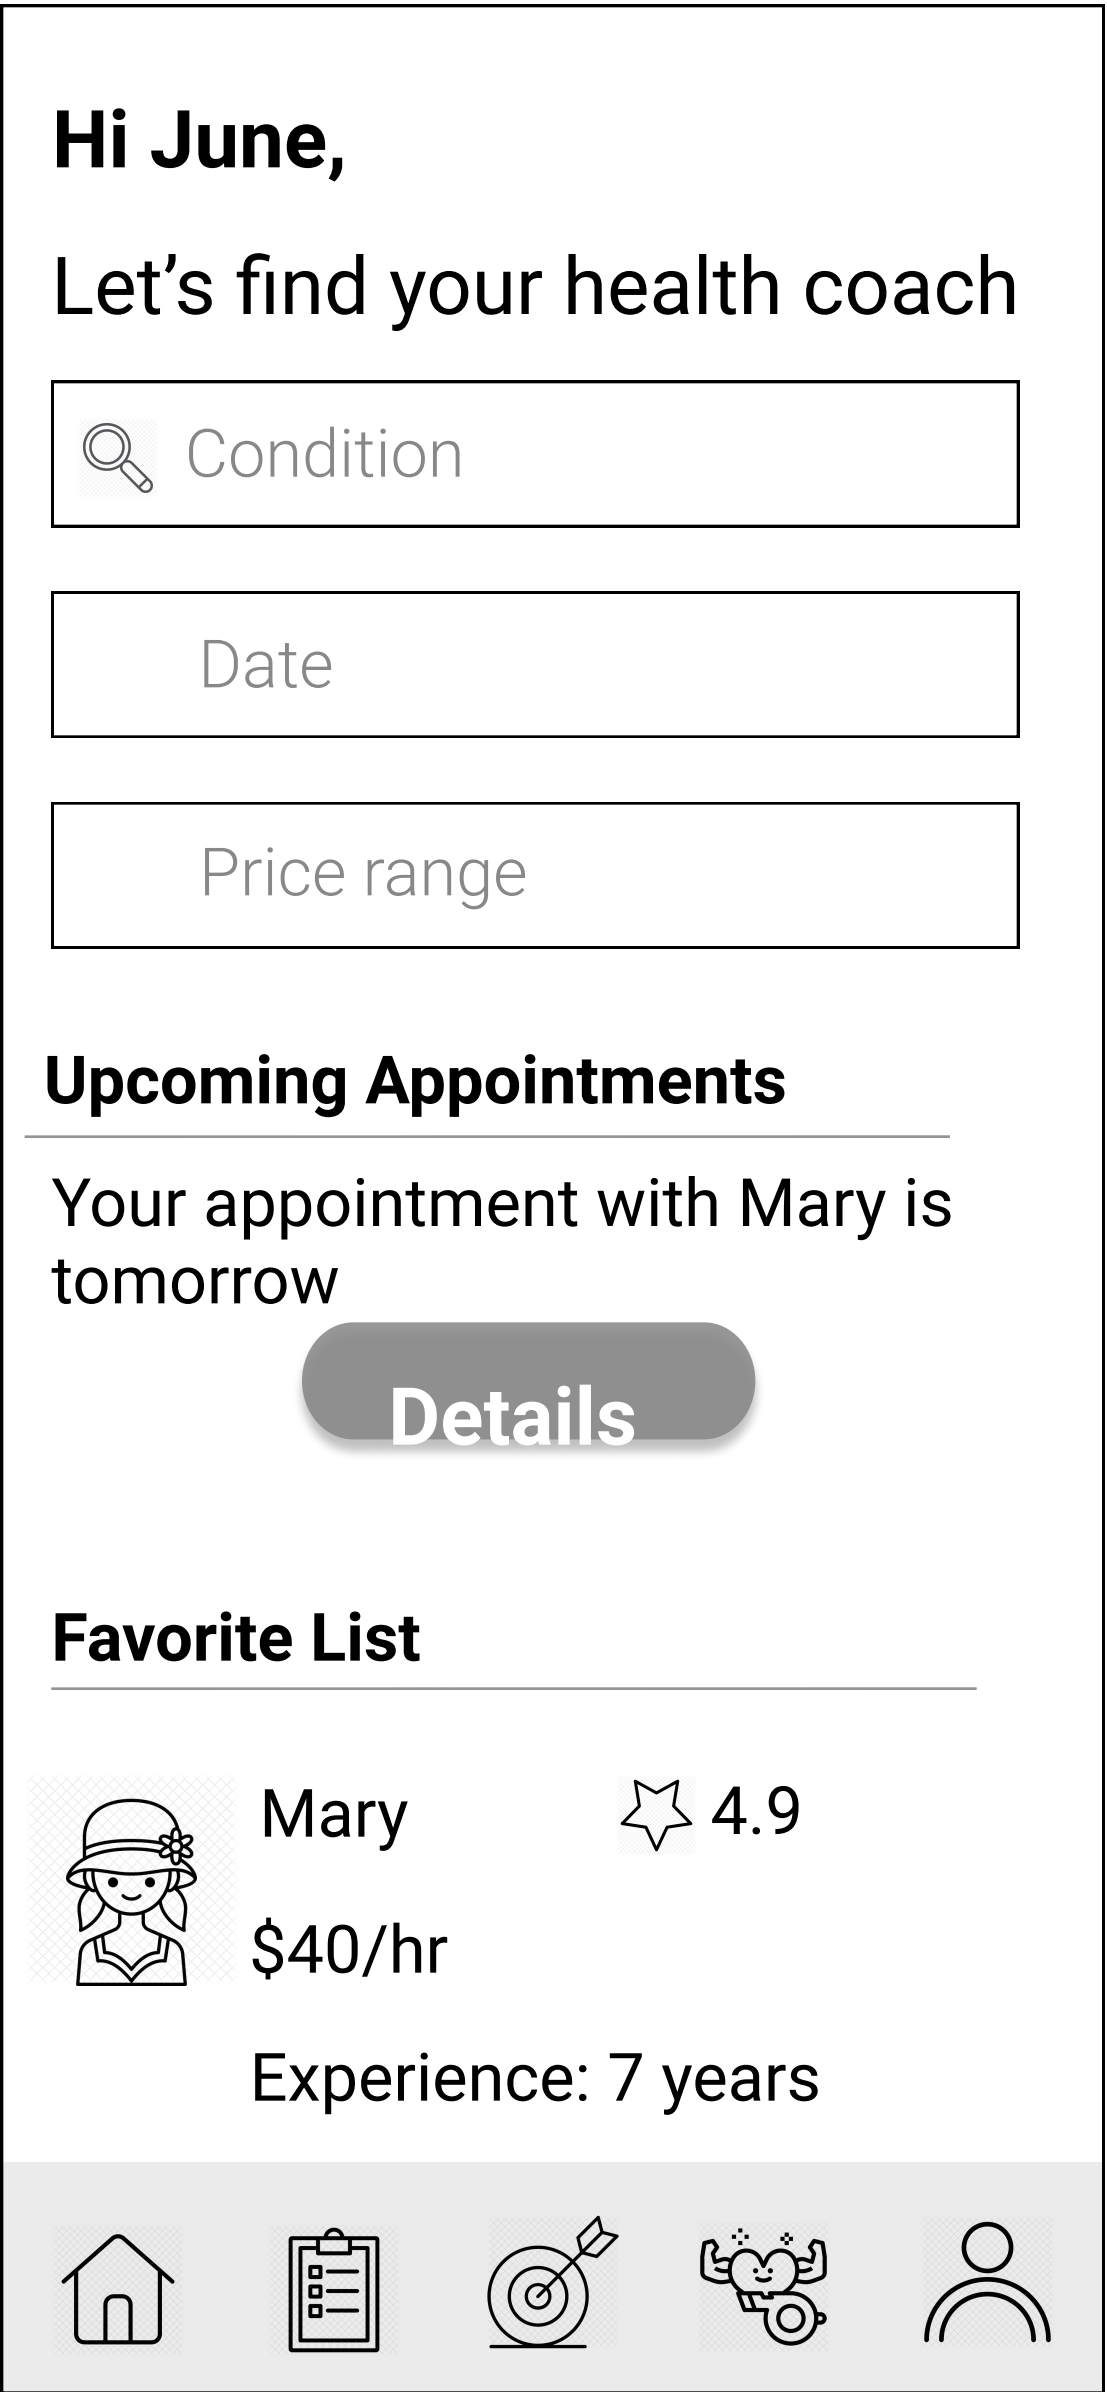 Hi June,
Let’s find your health coach
Condition
Date
Price range
Upcoming Appointments
Your appointment with Mary is
tomorrow
Details
Favorite List
Mary 4.9
$40/hr
Experience: 7 years